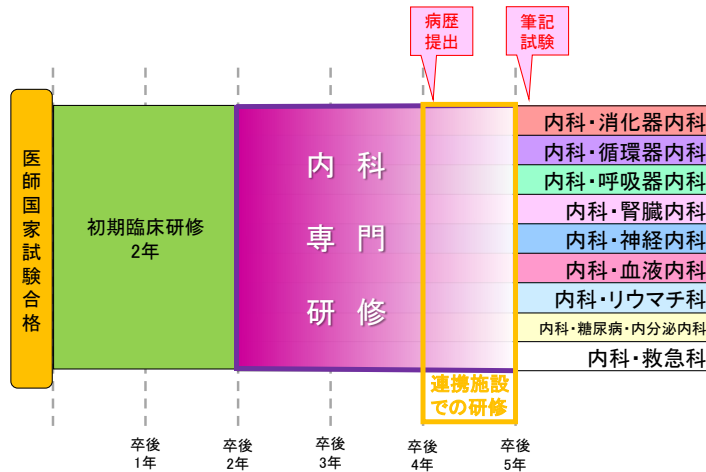 病歴
提出
筆記
試験
医師国家試験合格
初期臨床研修
2年
内科
専門
研修
内科・消化器内科
内科・循環器内科
内科・呼吸器内科
内科・腎臓内科
内科・神経内科
内科・血液内科
内科・リウマチ科
内科・糖尿病・内分泌内科
内科・救急科
連携施設
での研修
卒後
1年
卒後
2年
卒後
3年
卒後
4年
卒後
5年